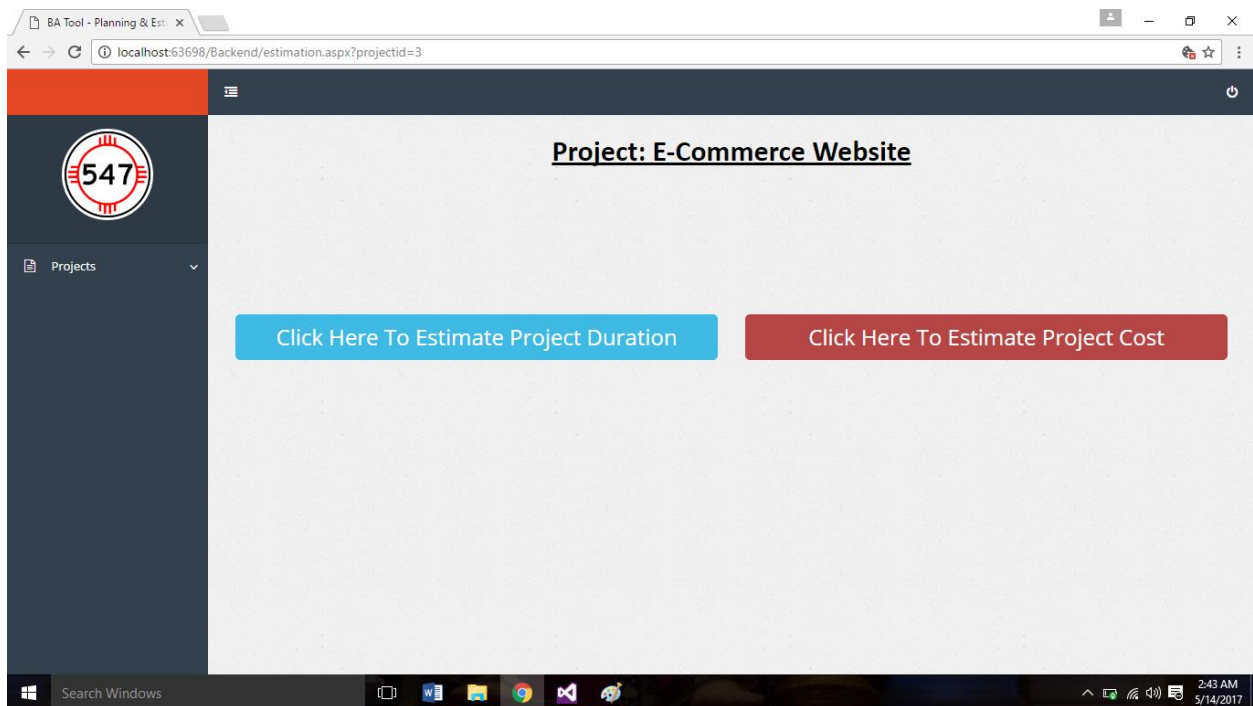 BA Tool - Planning & Esti
localhost:63698/Backend/estimation.aspx?projectid=3
547
Project: E-Commerce Website
Projects
Click Here To Estimate Project Duration
Click Here To Estimate Project Cost
Search Windows
2:43 AM
5/14/2017